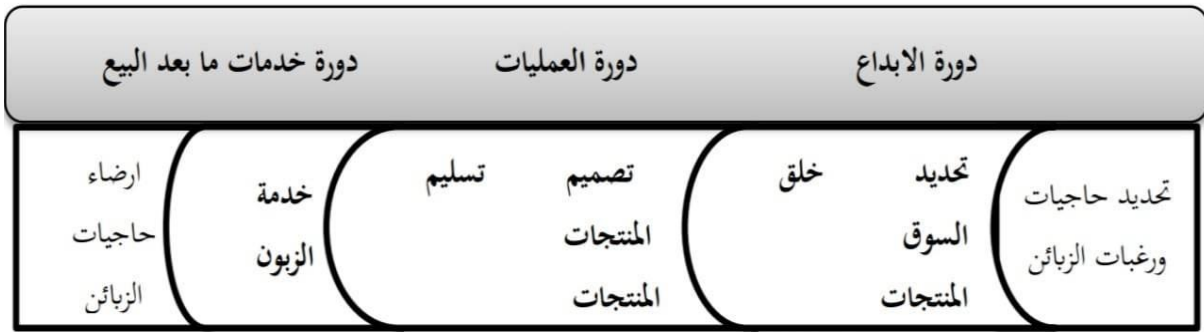 دورة الابداع
دورة العمليات
دورة خدمات ما بعد البيع
تحديد حاجيات
ورغبات الزبائن
تحديد خلق
السوق
المنتجات
تصميم تسليم
المنتجات
المنتجات
خدمة
الزبون
ارضاء
حاجيات
الزبائن